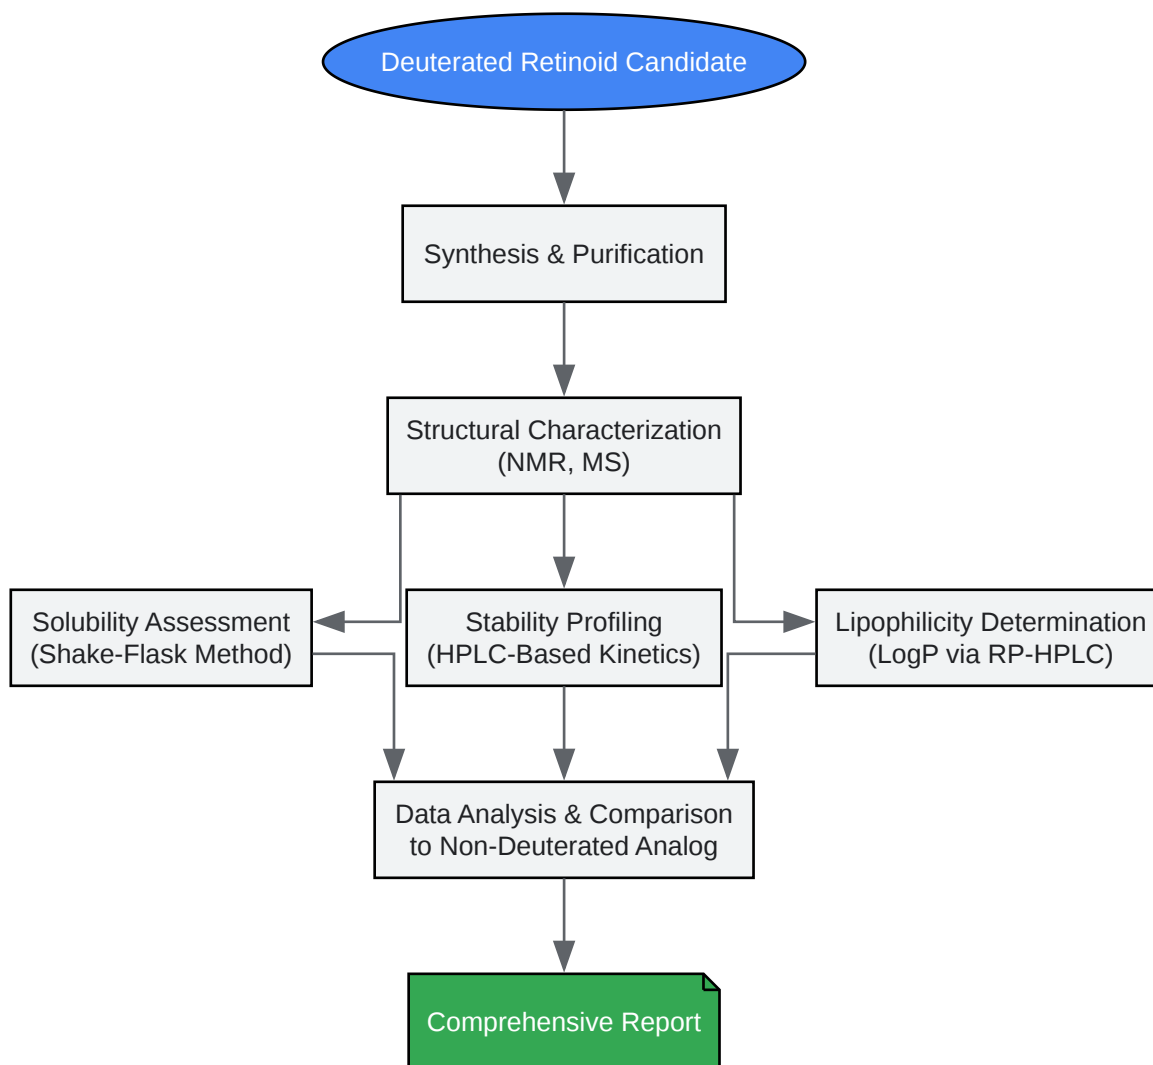 Deuterated Retinoid Candidate
Synthesis & Purification
Structural Characterization
(NMR, MS)
Solubility Assessment
(Shake-Flask Method)
Stability Profiling
(HPLC-Based Kinetics)
Lipophilicity Determination
(LogP via RP-HPLC)
Data Analysis & Comparison
to Non-Deuterated Analog
Comprehensive Report